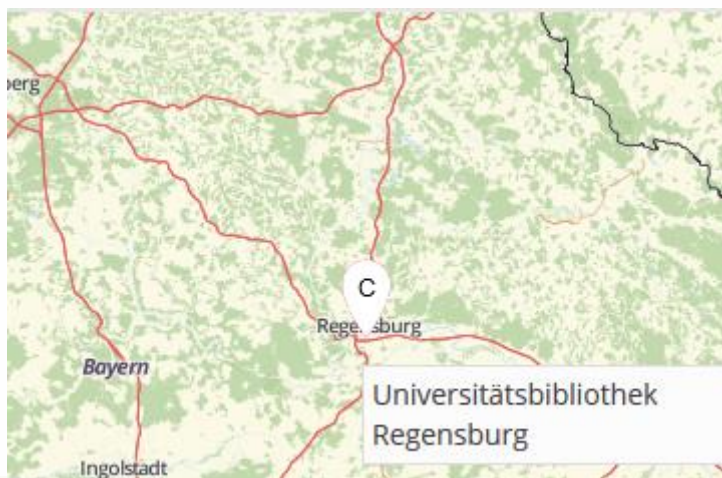 berg
C
Regensburg
Bayern
Universitätsbibliothek
Regensburg
Ingolstadt